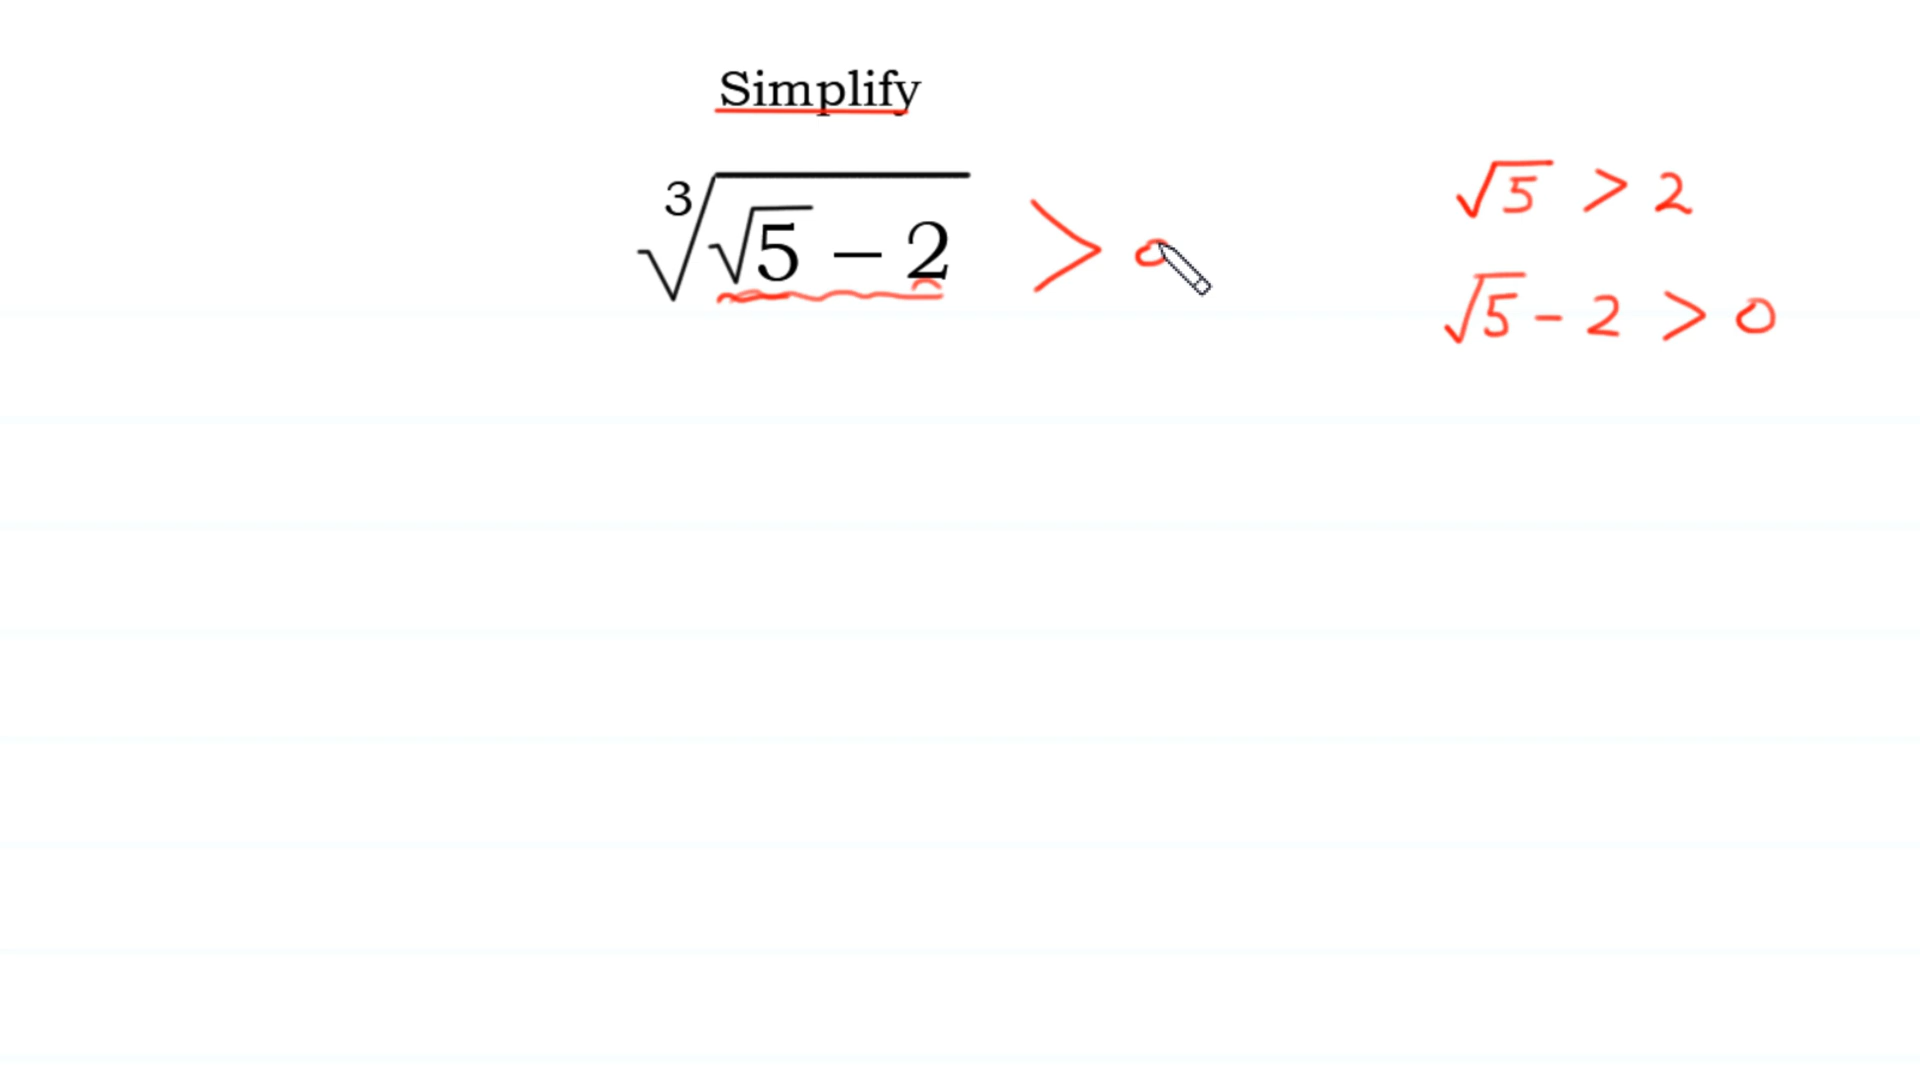 Simplify
∛(√5 − 2) > 0
√5 > 2
√5 − 2 > 0